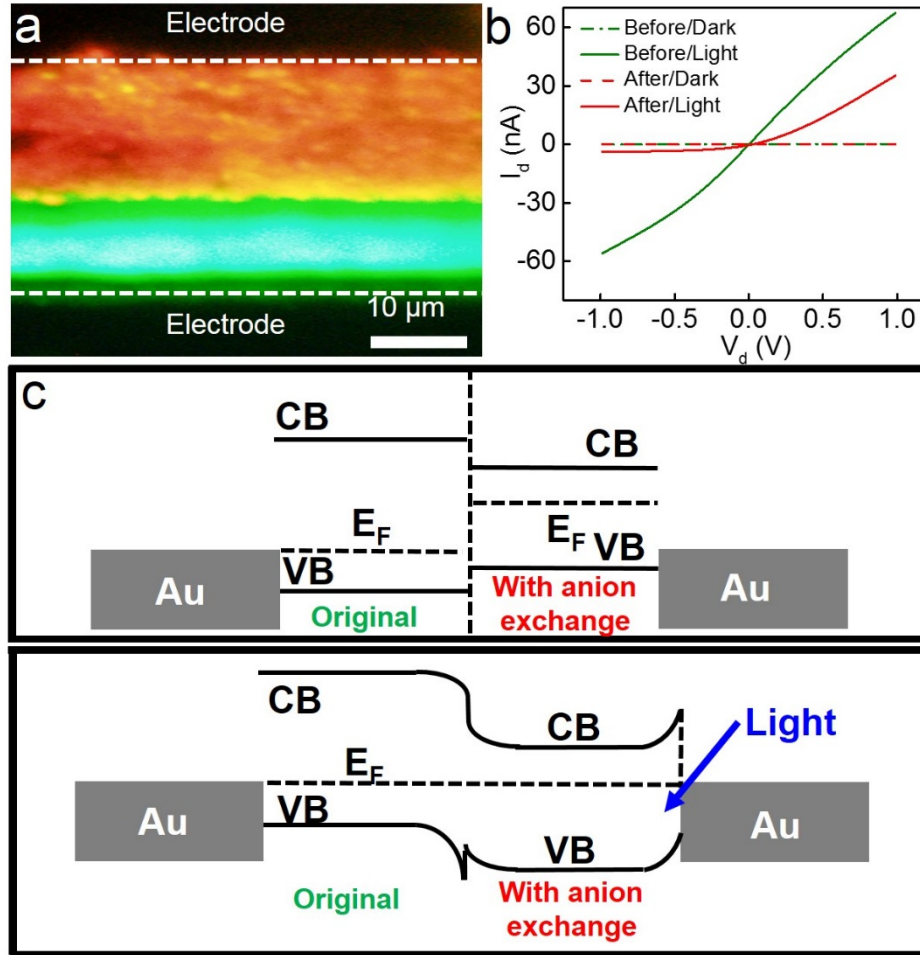 a
Electrode
10 μm
Electrode
b
Before/Dark
Before/Light
After/Dark
After/Light
60
30
0
-30
-60
I_d (nA)
-1.0 -0.5 0.0 0.5 1.0
V_d (V)
c
CB
CB
E_F
E_F VB
VB
Au
Original
With anion
exchange
Au
CB
CB
Light
E_F
Au
VB
VB
Au
Original
With anion
exchange